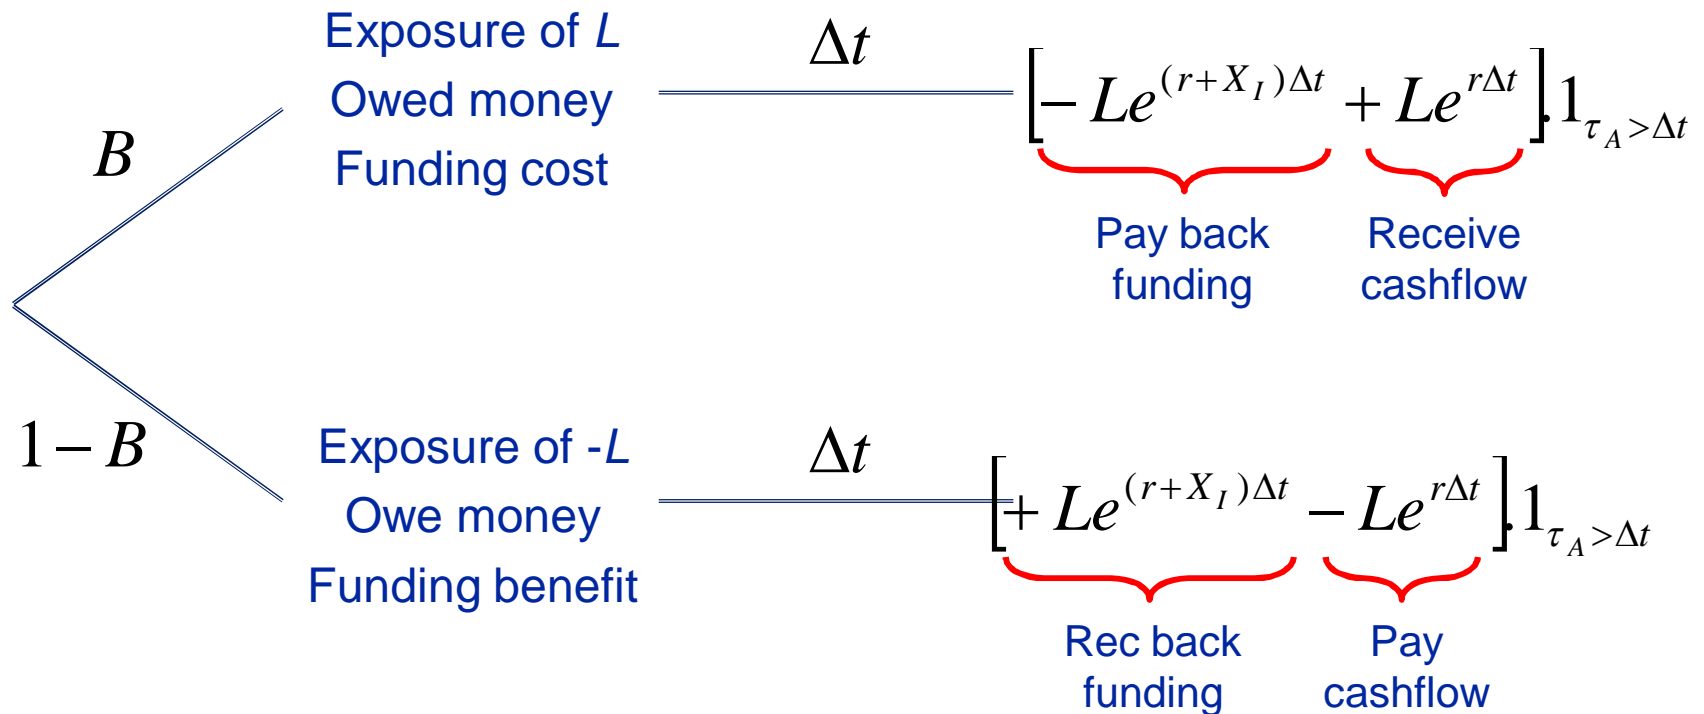 Exposure of L
Owed money
Funding cost
B
Δt
[− Le^{(r+X_I)Δt} + Le^{rΔt}].1_{τ_A>Δt}
Pay back
funding
Receive
cashflow
1 − B
Exposure of -L
Owe money
Funding benefit
Δt
[+ Le^{(r+X_I)Δt} − Le^{rΔt}].1_{τ_A>Δt}
Rec back
funding
Pay
cashflow